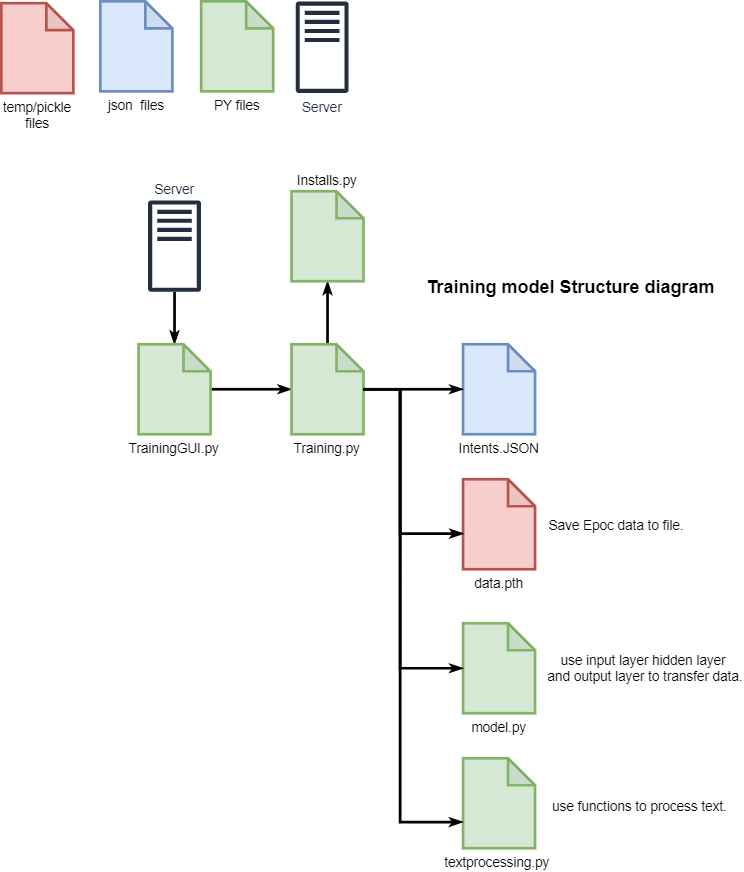 temp/pickle
files
json  files
PY files
Server
Server
Installs.py
Training model Structure diagram
TrainingGUI.py
Training.py
Intents.JSON
Save Epoc data to file.
data.pth
use input layer hidden layer
and output layer to transfer data.
model.py
use functions to process text.
textprocessing.py